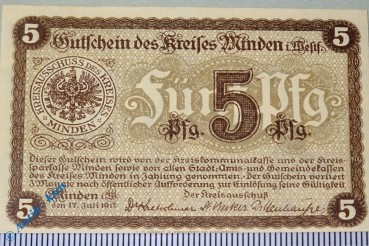 5 Gutschein des Kreises Minden i. Westf. 5
KREISAUSSCHUSS DES KREISES MINDEN
Fünf Pfg
Pfg. 5 Pfg.
Dieser Gutschein wird von der Kreiskommunalkasse und der Kreis-
sparkasse Minden sowie von allen Stadt-, Amts- und Gemeindekassen
des Kreises Minden in Zahlung genommen. - Der Gutschein verliert
3 Monate nach öffentlicher Aufforderung zur Einlösung seine Gültigkeit
Minden i. W.
den 17. Juli 1917
Der Kreisausschuß
5 5